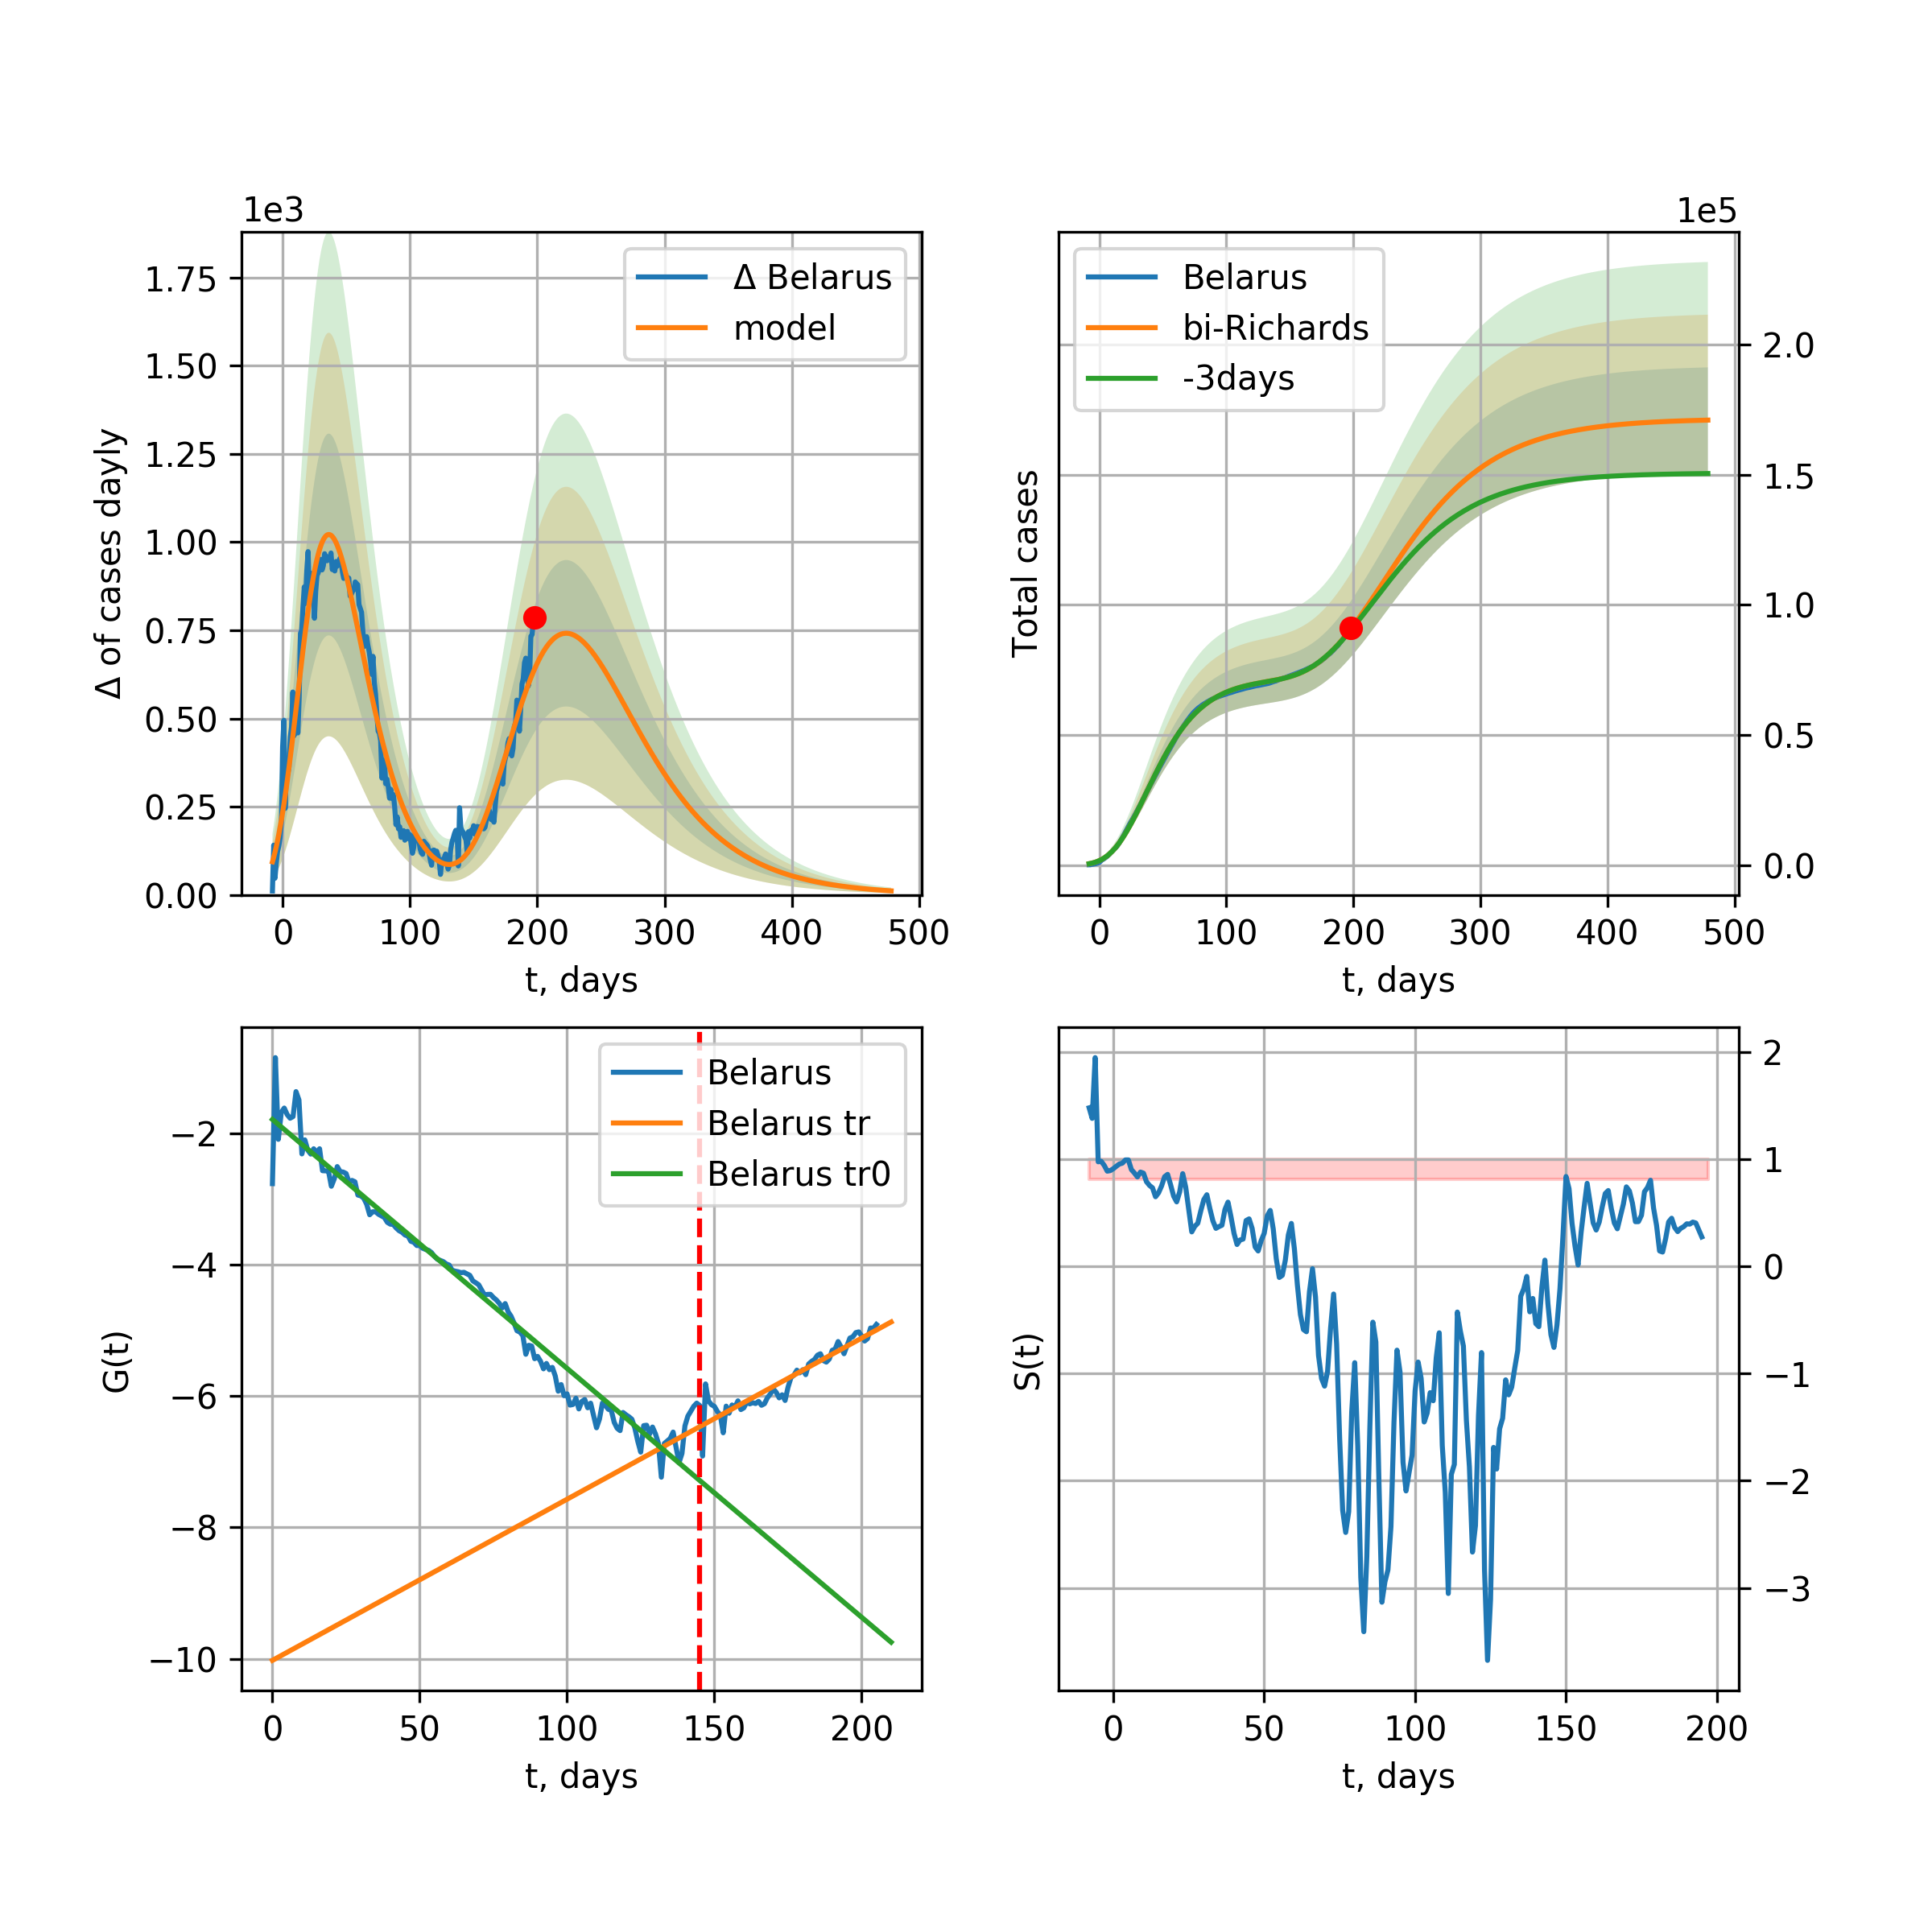 1e3
Δ of cases dayly
1.75
1.50
1.25
1.00
0.75
0.50
0.25
0.00
0 100 200 300 400 500
t, days
Δ Belarus
model
1e5
Total cases
Belarus
bi-Richards
-3days
2.0
1.5
1.0
0.5
0.0
0 100 200 300 400 500
t, days
G(t)
−2
−4
−6
−8
−10
0 50 100 150 200
t, days
Belarus
Belarus tr
Belarus tr0
S(t)
2
1
0
−1
−2
−3
0 50 100 150 200
t, days